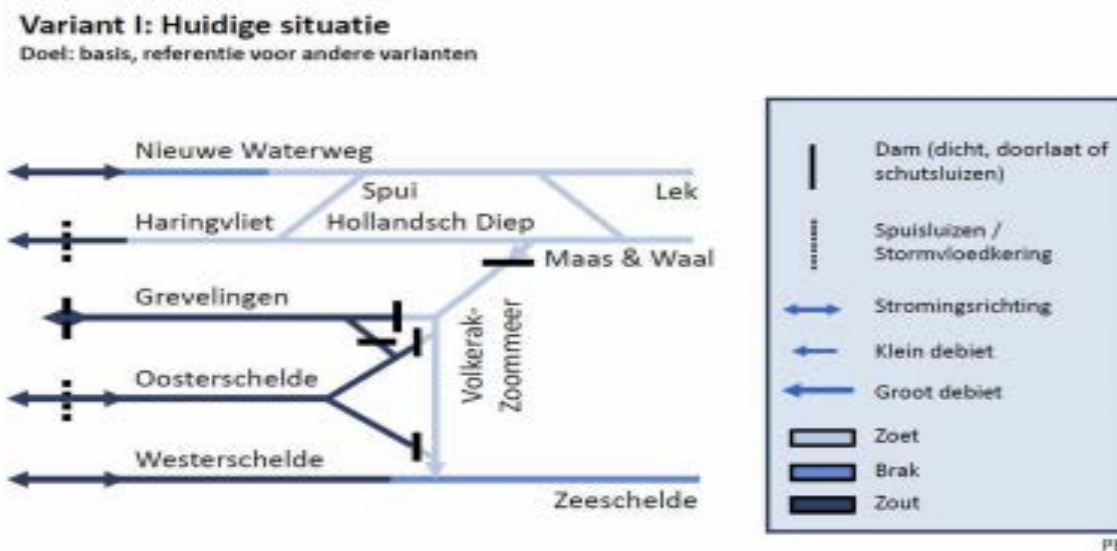 Variant I: Huidige situatie
Doel: basis, referentie voor andere varianten
Nieuwe Waterweg
Spui
Lek
Haringvliet
Hollandsch Diep
Maas & Waal
Grevelingen
Volkerak-
Zoommeer
Oosterschelde
Westerschelde
Zeeschelde
Dam (dicht, doorlaat of
schutsluizen)
Spuisluizen /
Stormvloedkering
Stromingsrichting
Klein debiet
Groot debiet
Zoet
Brak
Zout